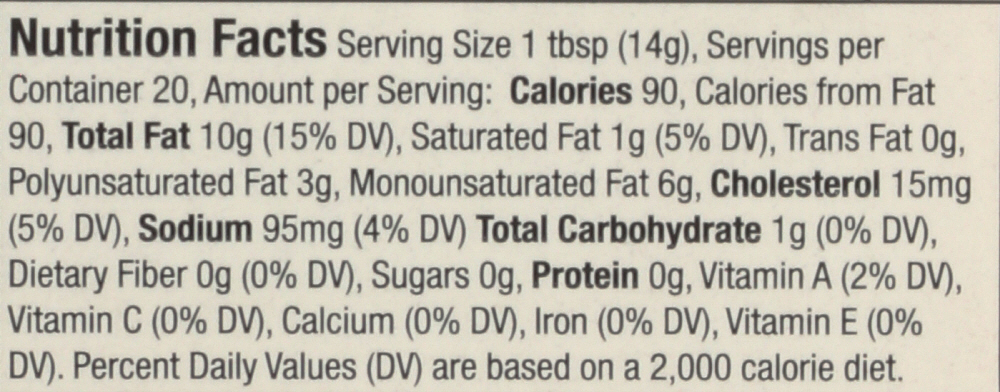 Nutrition Facts Serving Size 1 tbsp (14g), Servings per
Container 20, Amount per Serving: Calories 90, Calories from Fat
90, Total Fat 10g (15% DV), Saturated Fat 1g (5% DV), Trans Fat 0g,
Polyunsaturated Fat 3g, Monounsaturated Fat 6g, Cholesterol 15mg
(5% DV), Sodium 95mg (4% DV) Total Carbohydrate 1g (0% DV),
Dietary Fiber 0g (0% DV), Sugars 0g, Protein 0g, Vitamin A (2% DV),
Vitamin C (0% DV), Calcium (0% DV), Iron (0% DV), Vitamin E (0%
DV). Percent Daily Values (DV) are based on a 2,000 calorie diet.